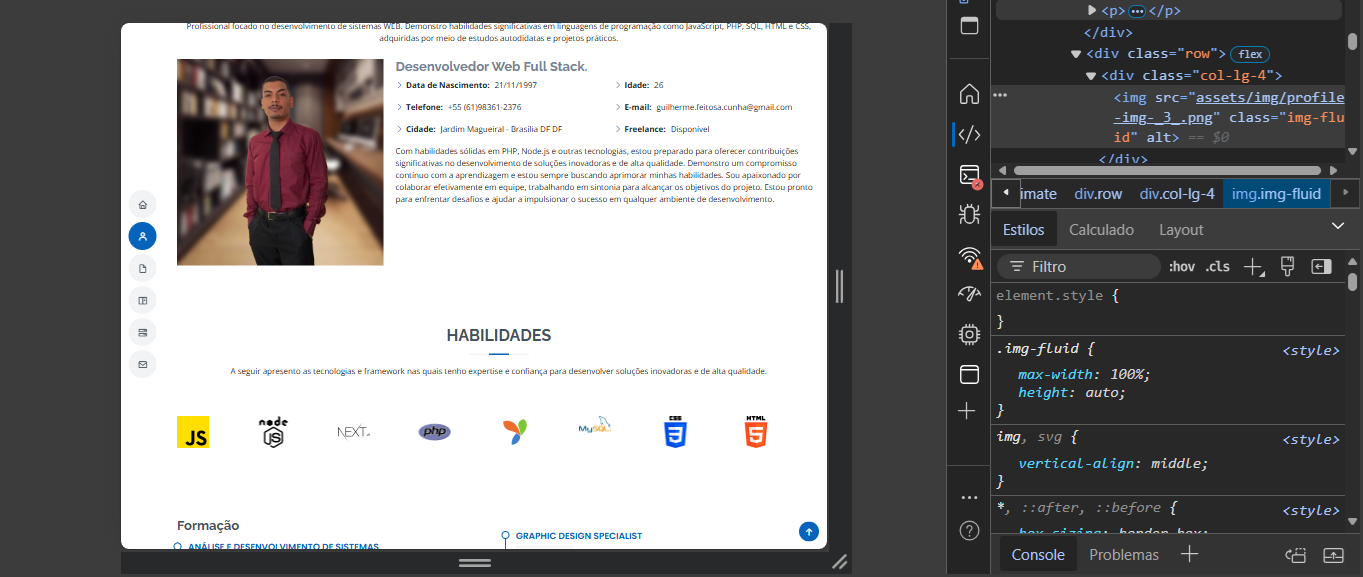 Profissional focado no desenvolvimento de sistemas WEB. Demonstro habilidades significativas em linguagens de programação como JavaScript, PHP, SQL, HTML e CSS,
adquiridas por meio de estudos autodidatas e projetos práticos.
Desenvolvedor Web Full Stack.
Data de Nascimento: 21/11/1997
Idade: 26
Telefone: +55 (61)98361-2376
E-mail: guilherme.feitosa.cunha@gmail.com
Cidade: Jardim Magueiral - Brasília DF DF
Freelance: Disponível
Com habilidades sólidas em PHP, Node.js e outras tecnologias, estou preparado para oferecer contribuições
significativas no desenvolvimento de soluções inovadoras e de alta qualidade. Demonstro um compromisso
contínuo com a aprendizagem e estou sempre buscando aprimorar minhas habilidades. Sou apaixonado por
colaborar efetivamente em equipe, trabalhando em sintonia para alcançar os objetivos do projeto. Estou pronto
para enfrentar desafios e ajudar a impulsionar o sucesso em qualquer ambiente de desenvolvimento.
HABILIDADES
A seguir apresento as tecnologias e framework nas quais tenho expertise e confiança para desenvolver soluções inovadoras e de alta qualidade.
JS
node
JS
NEXT.JS
php
MySQL
CSS
3
HTML
5
Formação
ANÁLISE E DESENVOLVIMENTO DE SISTEMAS
GRAPHIC DESIGN SPECIALIST
<p> ••• </p>
</div>
<div class="row"> flex
<div class="col-lg-4">
••• <img src="assets/img/profile
-img-_3_.png" class="img-flu
id" alt> == $0
</div>
imate div.row div.col-lg-4 img.img-fluid
Estilos Calculado Layout
Filtro :hov .cls
element.style {
}
.img-fluid { <style>
max-width: 100%;
height: auto;
}
img, svg { <style>
vertical-align: middle;
}
*, ::after, ::before { <style>
box-sizing: border-box;
Console Problemas